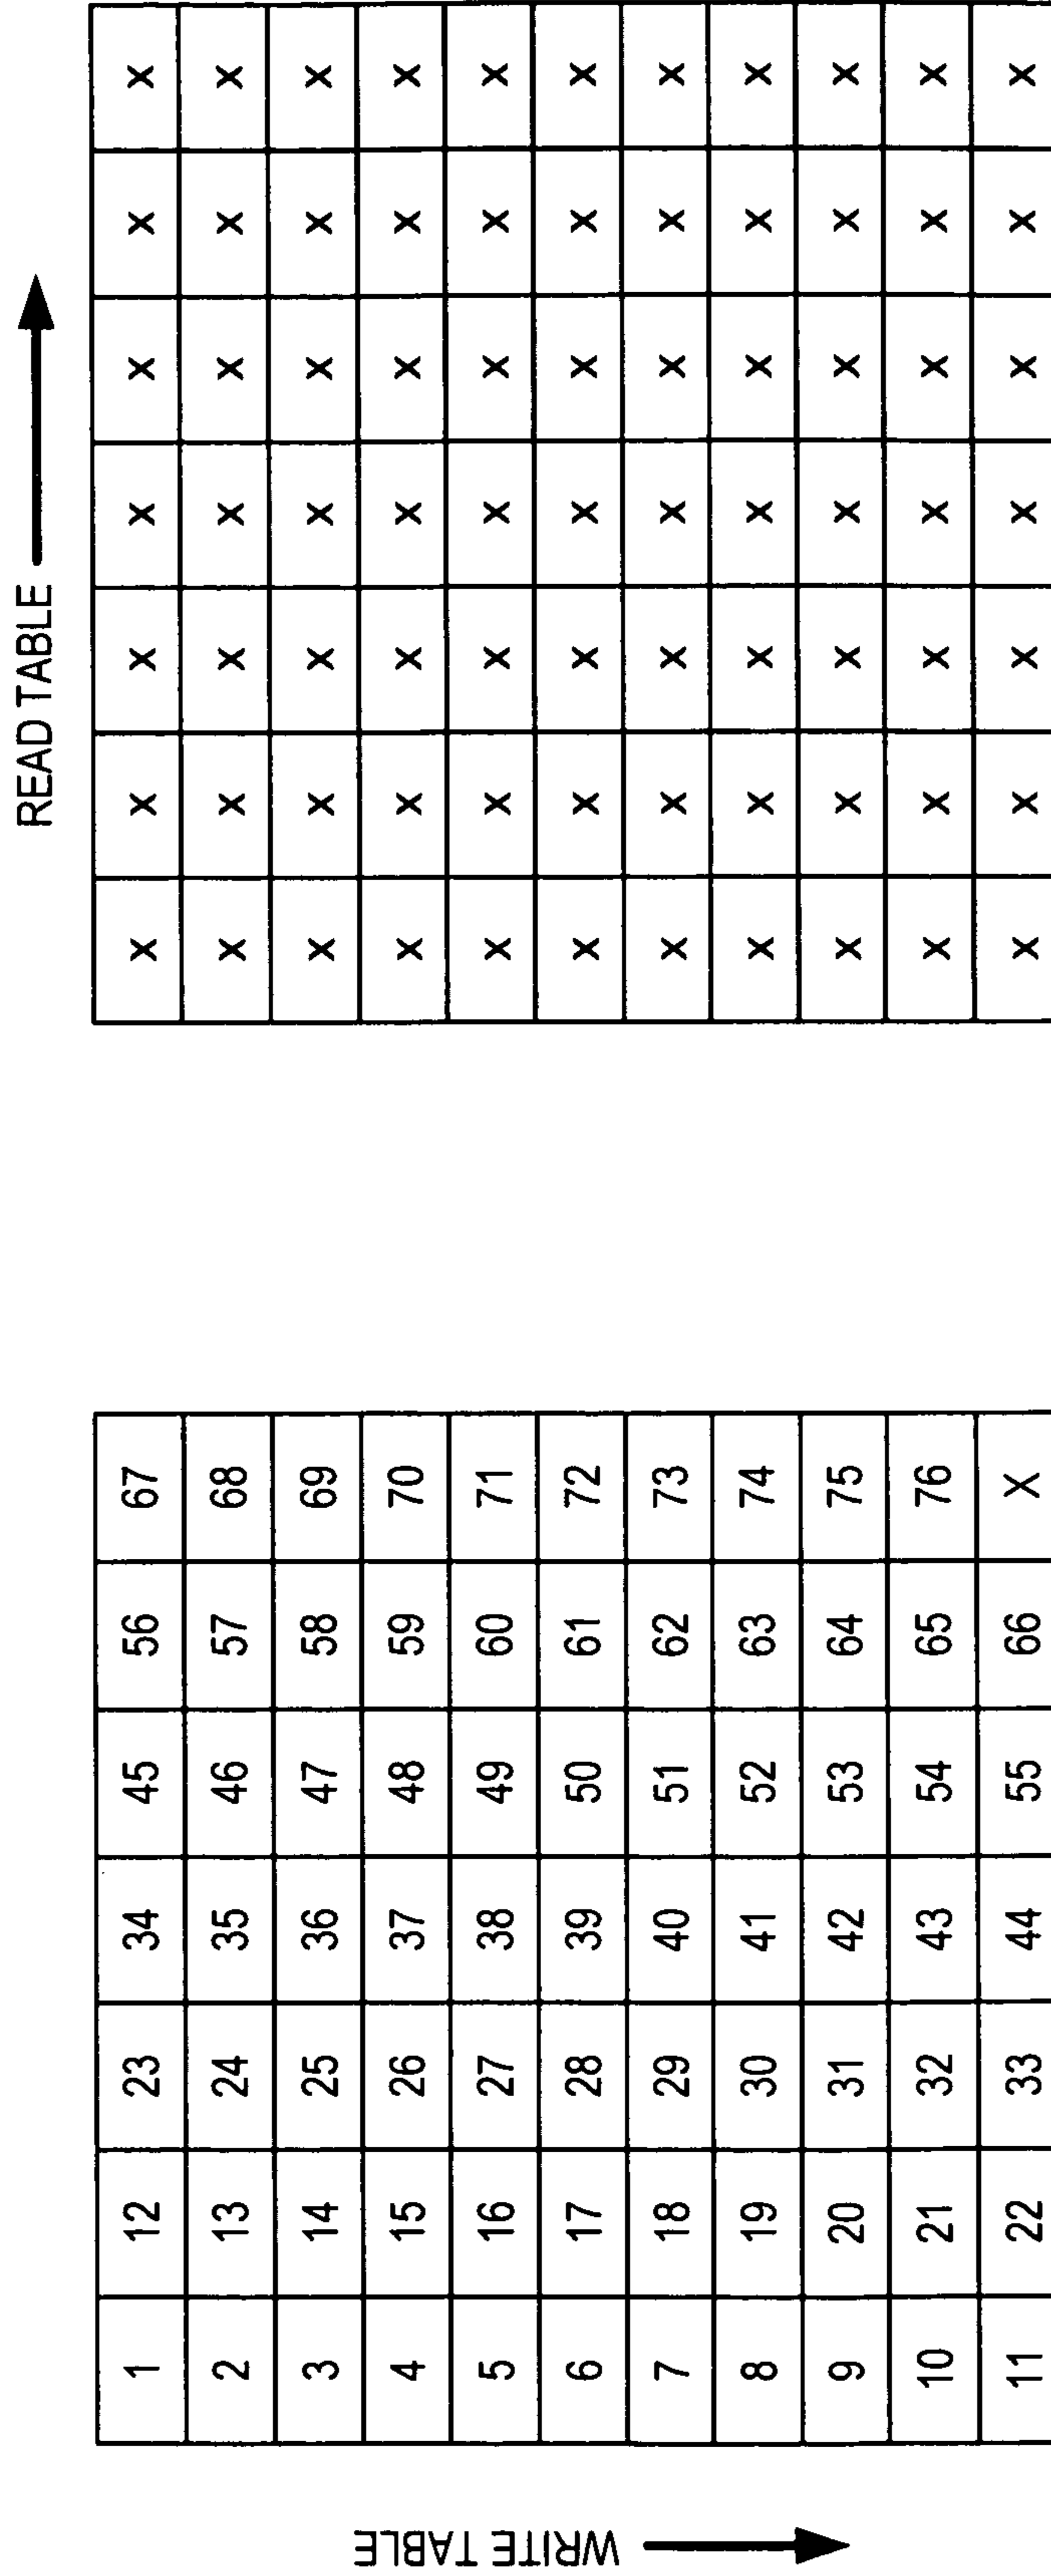 READ TABLE
WRITE TABLE
1 12 23 34 45 56 67 X X X X X X X
2 13 24 35 46 57 68 X X X X X X X
3 14 25 36 47 58 69 X X X X X X X
4 15 26 37 48 59 70 X X X X X X X
5 16 27 38 49 60 71 X X X X X X X
6 17 28 39 50 61 72 X X X X X X X
7 18 29 40 51 62 73 X X X X X X X
8 19 30 41 52 63 74 X X X X X X X
9 20 31 42 53 64 75 X X X X X X X
10 21 32 43 54 65 76 X X X X X X X
11 22 33 44 55 66 X X X X X X X X